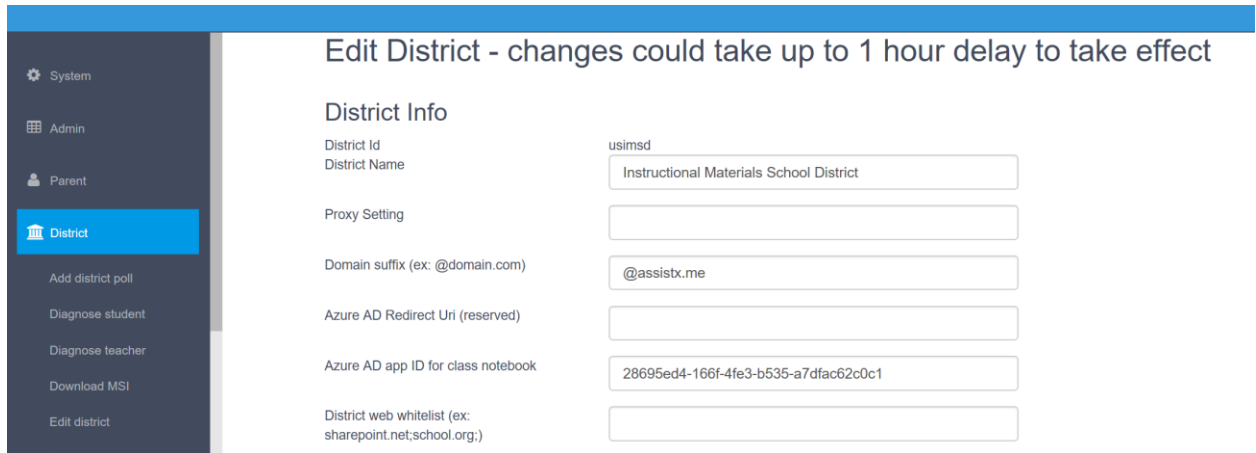 Edit District - changes could take up to 1 hour delay to take effect
System
Admin
Parent
District
Add district poll
Diagnose student
Diagnose teacher
Download MSI
Edit district
District Info
District Id usimsd
District Name Instructional Materials School District
Proxy Setting
Domain suffix (ex: @domain.com) @assistx.me
Azure AD Redirect Uri (reserved)
Azure AD app ID for class notebook 28695ed4-166f-4fe3-b535-a7dfac62c0c1
District web whitelist (ex:
sharepoint.net;school.org;)